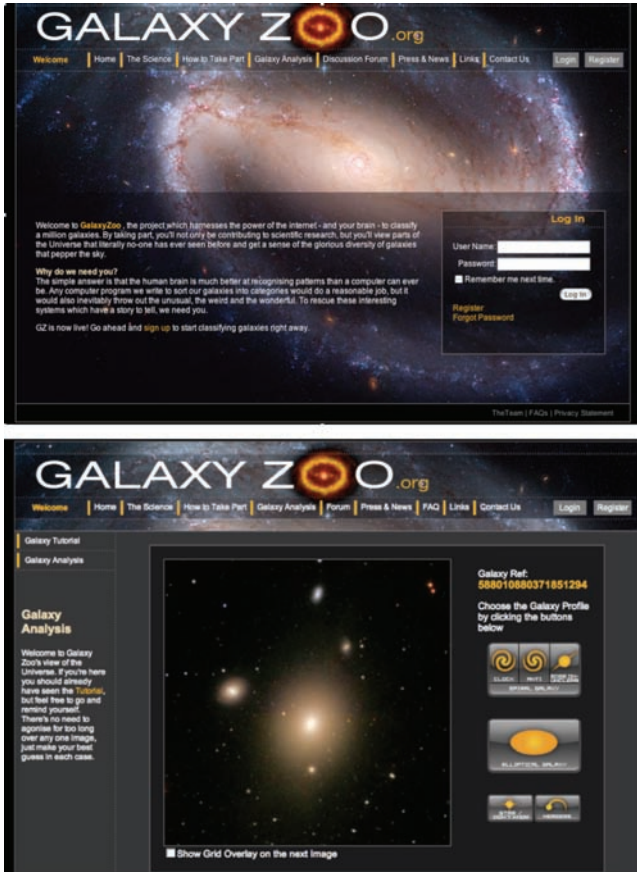 GALAXY ZOO.org
Welcome Home The Science How to Take Part Galaxy Analysis Discussion Forum Press & News Links Contact Us Login Register
Welcome to GalaxyZoo , the project which harnesses the power of the internet - and your brain - to classify
a million galaxies. By taking part, you'll not only be contributing to scientific research, but you'll view parts of
the Universe that literally no-one has ever seen before and get a sense of the glorious diversity of galaxies
that pepper the sky.
Why do we need you?
The simple answer is that the human brain is much better at recognising patterns than a computer can ever
be. Any computer program we write to sort our galaxies into categories would do a reasonable job, but it
would also inevitably throw out the unusual, the weird and the wonderful. To rescue these interesting
systems which have a story to tell, we need you.
GZ is now live! Go ahead and sign up to start classifying galaxies right away.
Log In
User Name:
Password:
Remember me next time.
Log In
Register
Forgot Password
TheTeam | FAQs | Privacy Statement
GALAXY ZOO.org
Welcome Home The Science How to Take Part Galaxy Analysis Forum Press & News FAQ Links Contact Us Login Register
Galaxy Tutorial
Galaxy Analysis
Galaxy
Analysis
Welcome to Galaxy
Zoo's view of the
Universe. If you're here
you should already
have seen the Tutorial,
but feel free to go and
remind yourself.
There's no need to
agonise for too long
over any one image,
just make your best
guess in each case.
Galaxy Ref:
588010880371851294
Choose the Galaxy Profile
by clicking the buttons
below
CLOCK ANTI
SPIRAL GALAXY
ELLIPTICAL GALAXY
STAR /
MERGER
Show Grid Overlay on the next Image